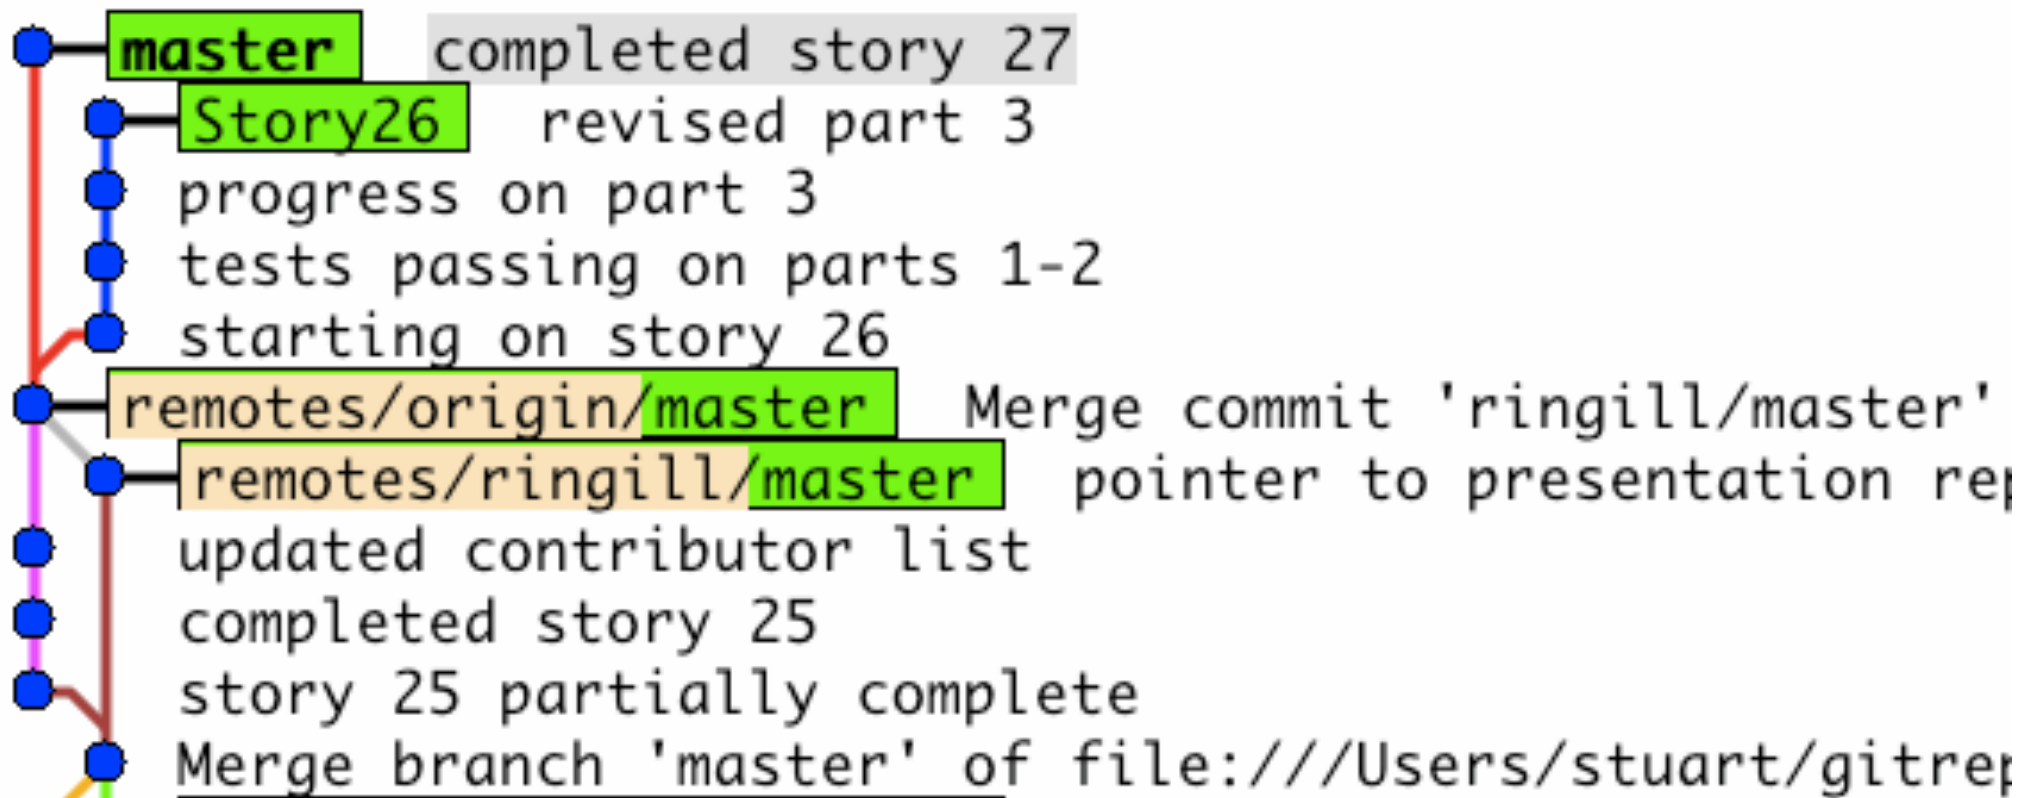 master completed story 27
Story26 revised part 3
progress on part 3
tests passing on parts 1-2
starting on story 26
remotes/origin/master Merge commit 'ringill/master'
remotes/ringill/master pointer to presentation
updated contributor list
completed story 25
story 25 partially complete
Merge branch 'master' of file:///Users/stuart/gitrep